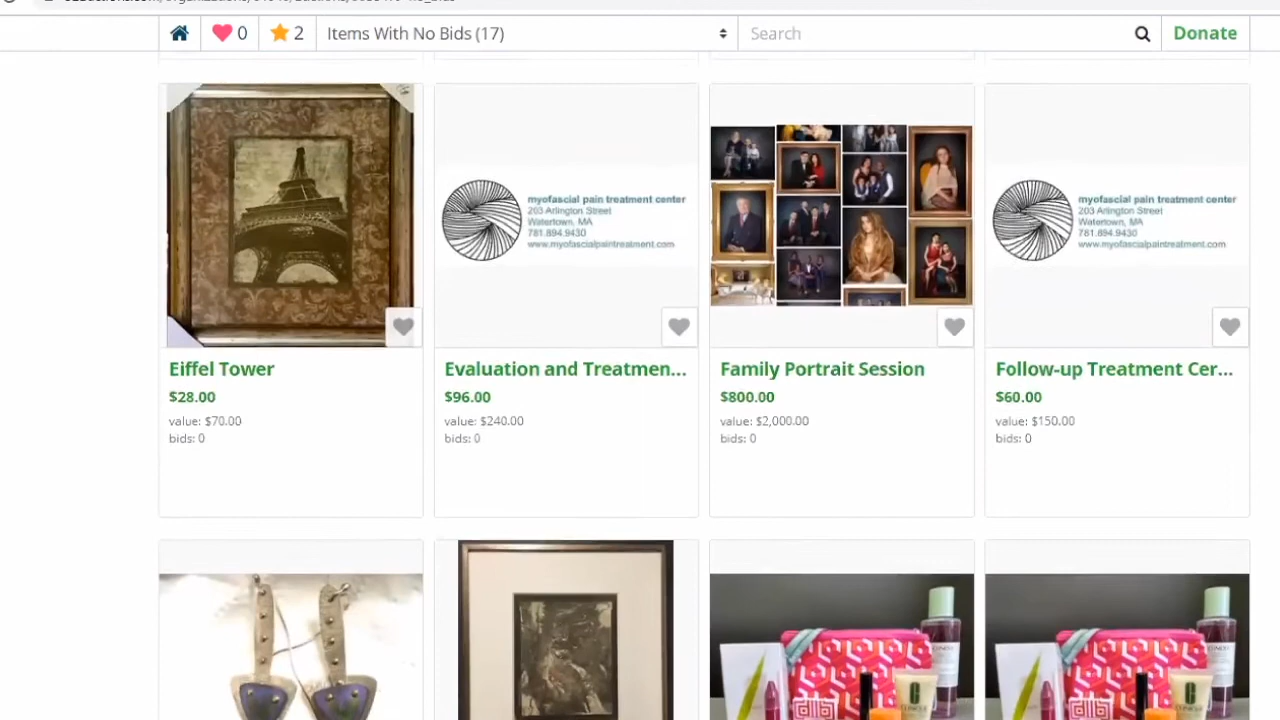 0
2
Items With No Bids (17)
Search
Donate
myofascial pain treatment center
203 Arlington Street
Watertown, MA
781.894.9430
www.myofascialpaintreatment.com
myofascial pain treatment center
203 Arlington Street
Watertown, MA
781.894.9430
www.myofascialpaintreatment.com
Eiffel Tower
$28.00
value: $70.00
bids: 0
Evaluation and Treatmen...
$96.00
value: $240.00
bids: 0
Family Portrait Session
$800.00
value: $2,000.00
bids: 0
Follow-up Treatment Cer...
$60.00
value: $150.00
bids: 0